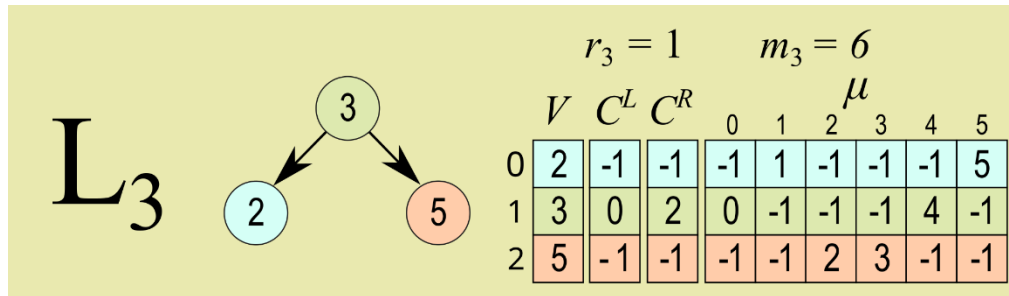 L₃
3
2 5
r₃ = 1 m₃ = 6
V Cᴸ Cᴿ μ
0 1 2 3 4 5
0 2 -1 -1 -1 1 -1 -1 -1 5
1 3 0 2 0 -1 -1 -1 4 -1
2 5 -1 -1 -1 -1 2 3 -1 -1